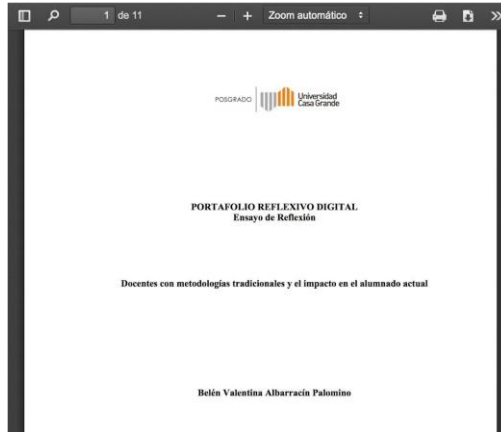 1 de 11 Zoom automático
POSGRADO
Universidad
Casa Grande
PORTAFOLIO REFLEXIVO DIGITAL
Ensayo de Reflexión
Docentes con metodologías tradicionales y el impacto en el alumnado actual
Belén Valentina Albarracín Palomino